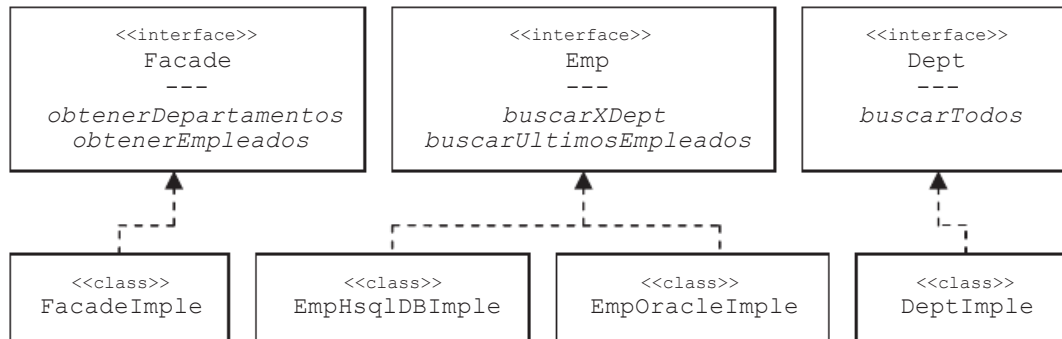 <<interface>>
Facade
---
obtenerDepartamentos
obtenerEmpleados
<<interface>>
Emp
---
buscarXDept
buscarUltimosEmpleados
<<interface>>
Dept
---
buscarTodos
<<class>>
FacadeImple
<<class>>
EmpHsqlDBImple
<<class>>
EmpOracleImple
<<class>>
DeptImple